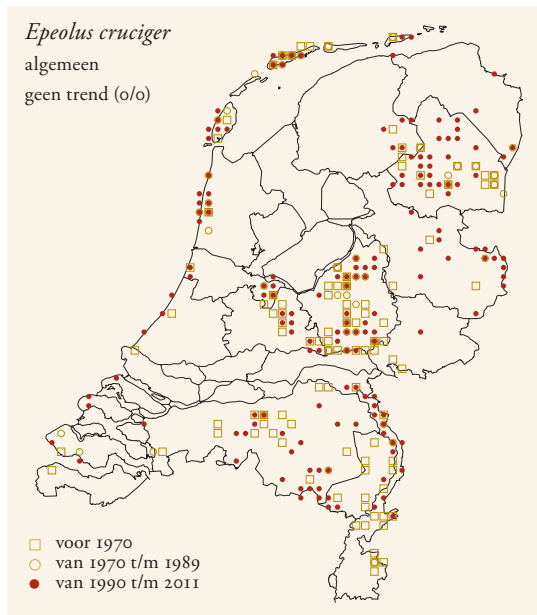 Epeolus cruciger
algemeen
geen trend (0/0)
voor 1970
van 1970 t/m 1989
van 1990 t/m 2011